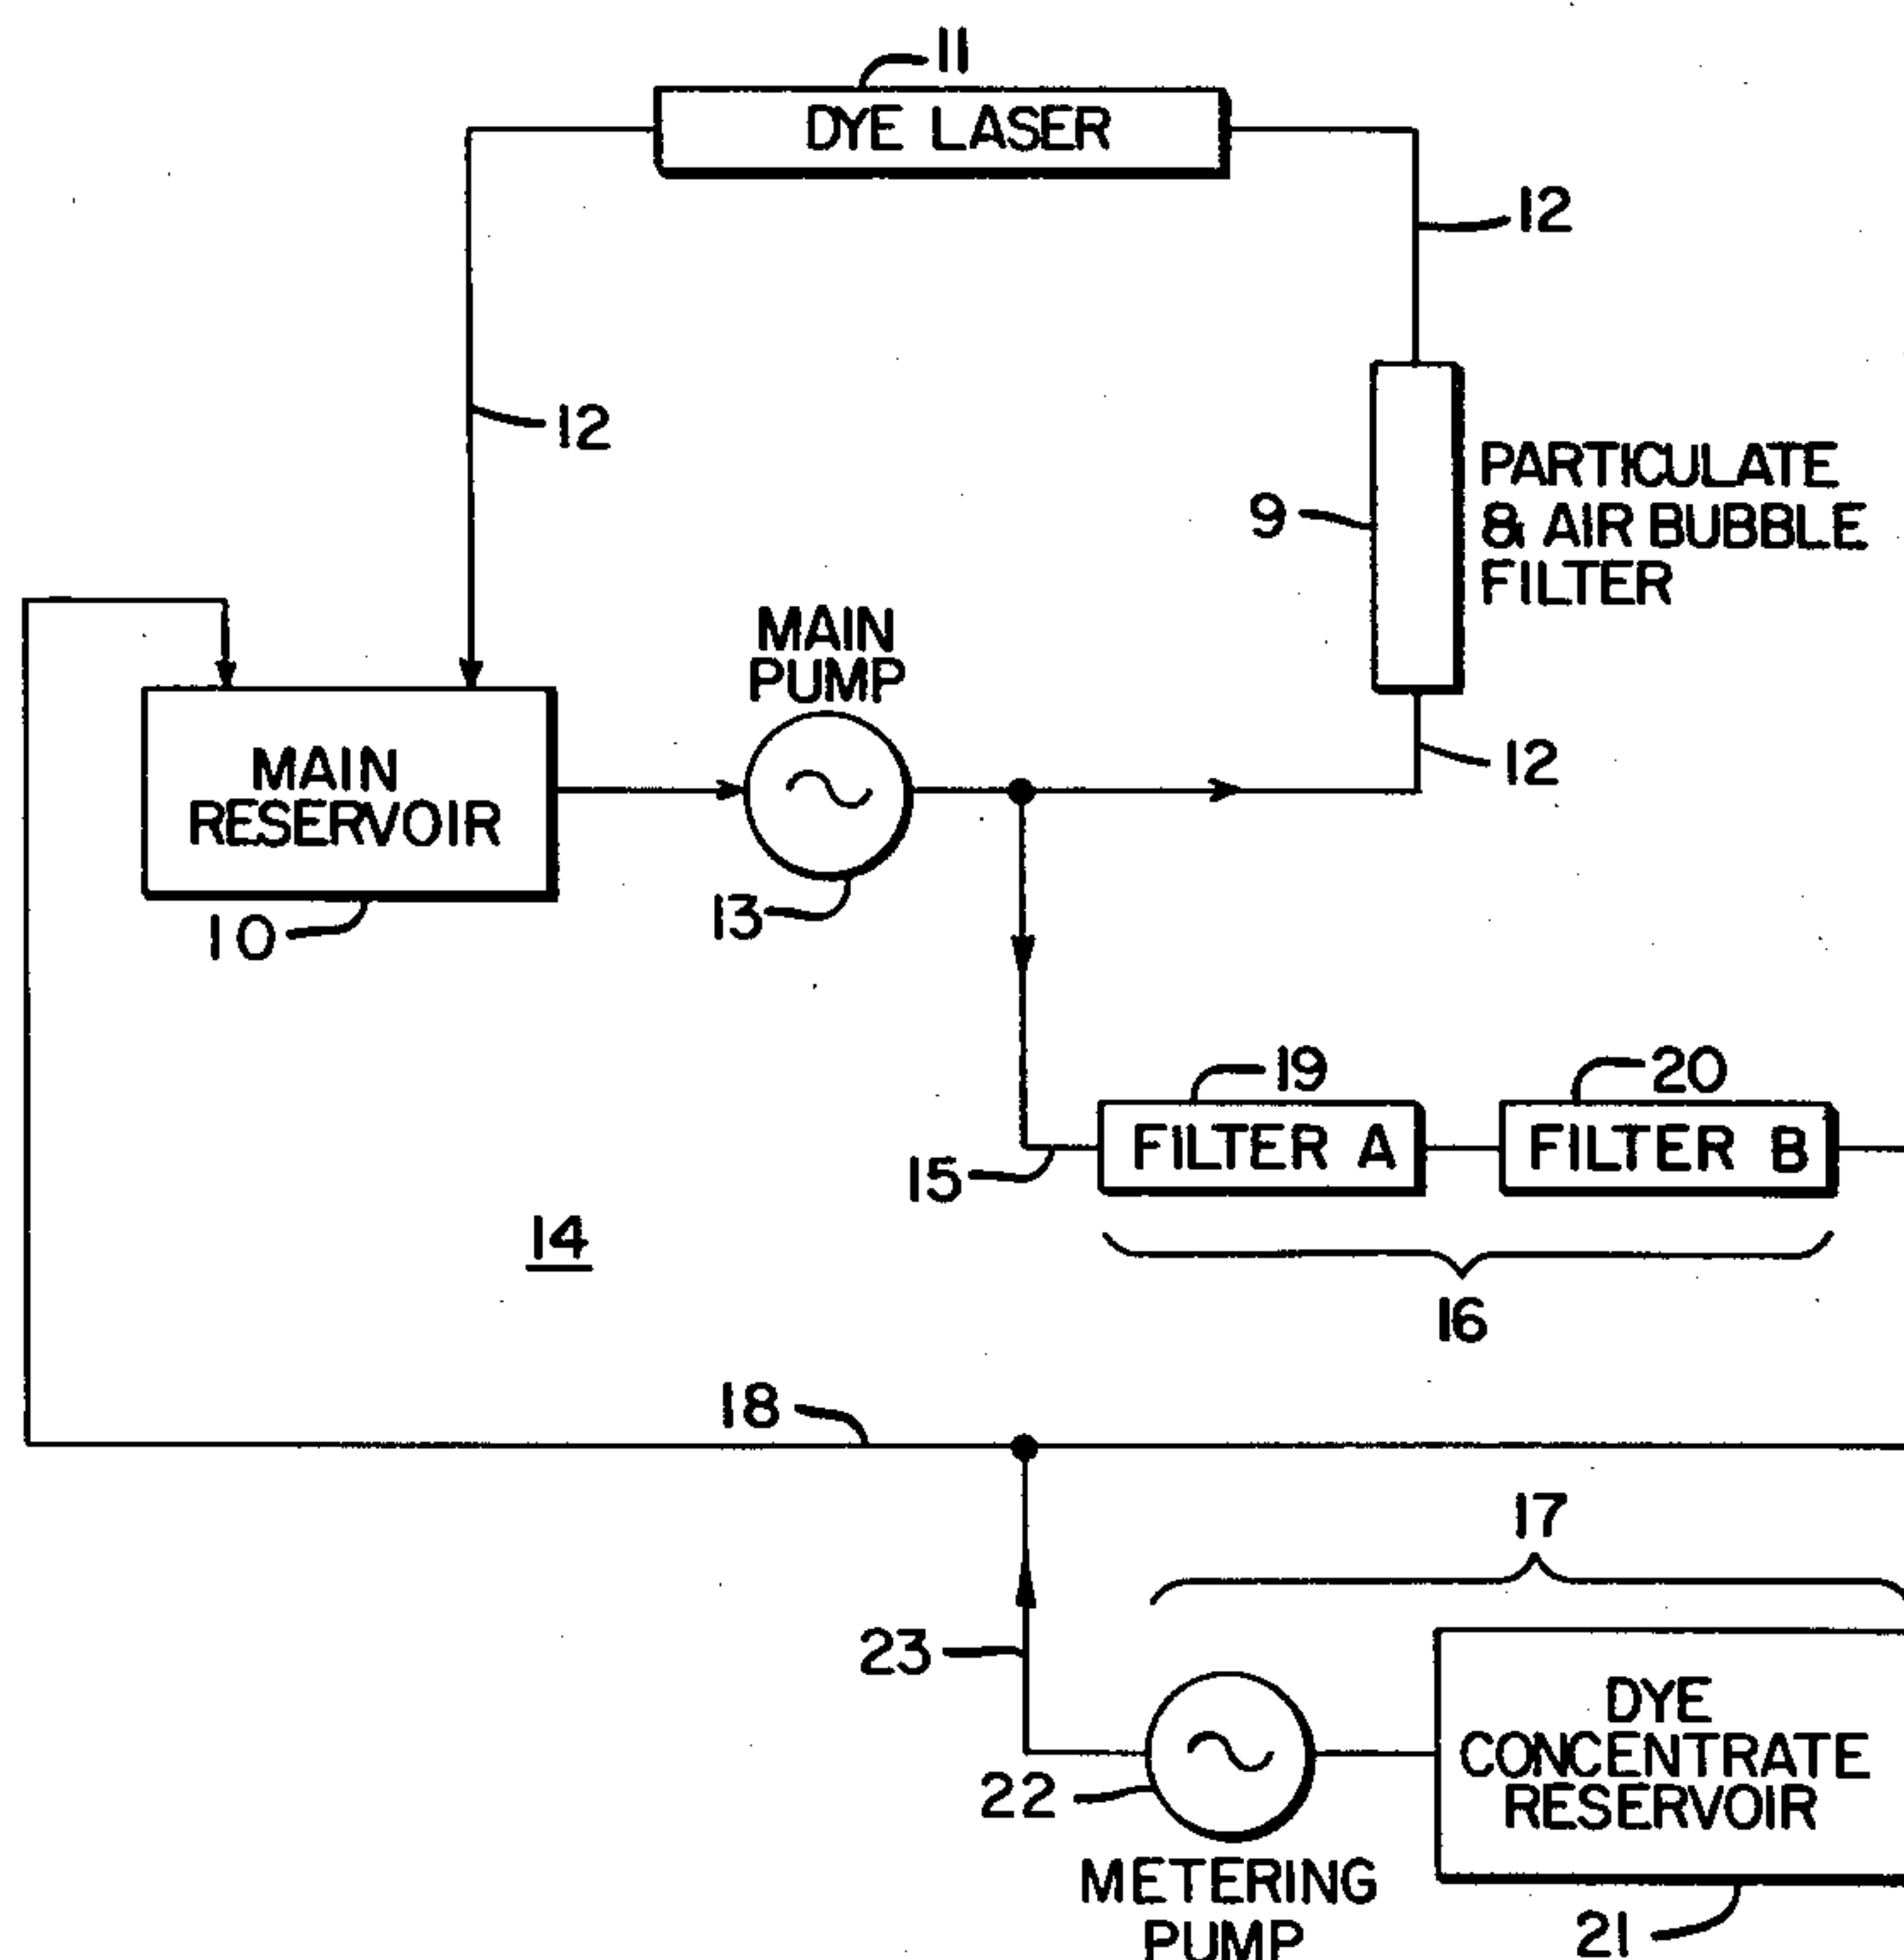 11
DYE LASER
12
12
PARTICULATE
& AIR BUBBLE
FILTER
9
MAIN
PUMP
12
MAIN
RESERVOIR
13
10
19
20
FILTER A
FILTER B
15
14
16
18
17
23
DYE
CONCENTRATE
RESERVOIR
22
METERING
PUMP
21